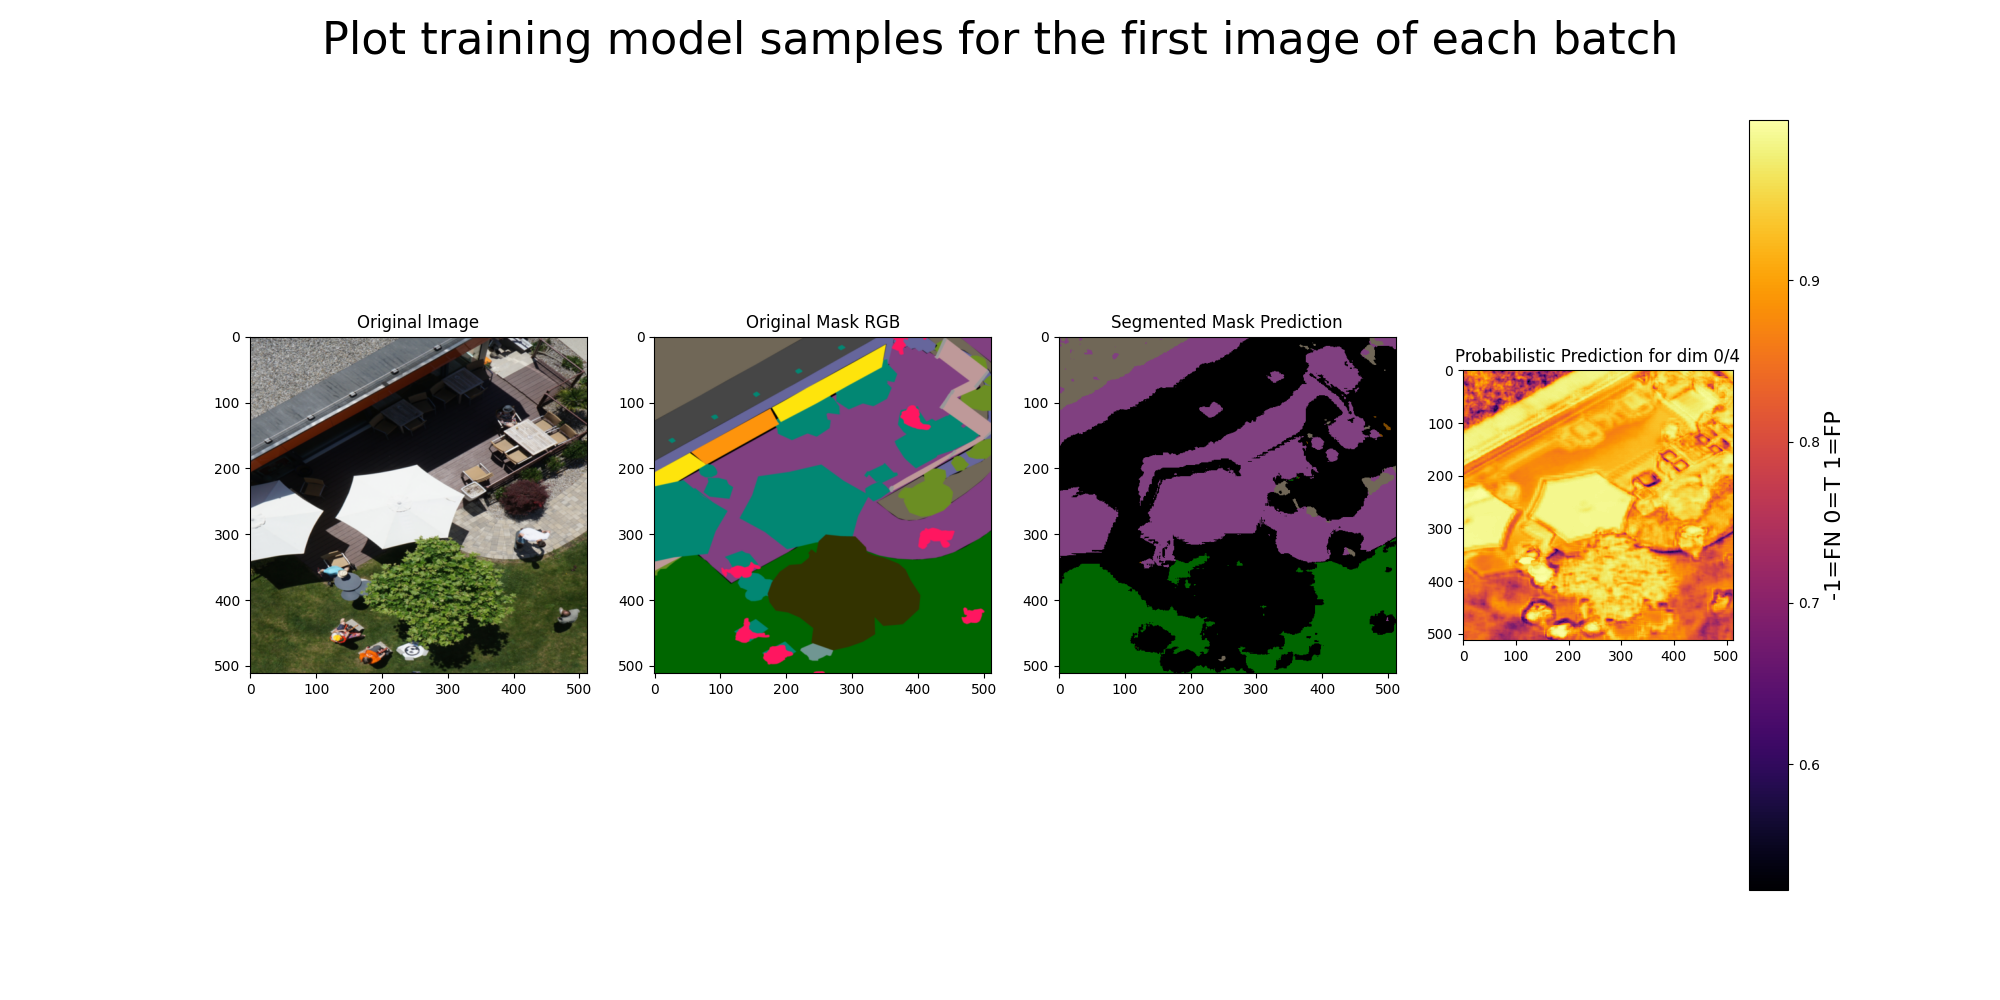 Plot training model samples for the first image of each batch
Original Image
0
100
200
300
400
500
0 100 200 300 400 500
Original Mask RGB
0
100
200
300
400
500
0 100 200 300 400 500
Segmented Mask Prediction
0
100
200
300
400
500
0 100 200 300 400 500
Probabilistic Prediction for dim 0/4
0
100
200
300
400
500
0 100 200 300 400 500
0.9
0.8
0.7
0.6
-1=FN 0=T 1=FP